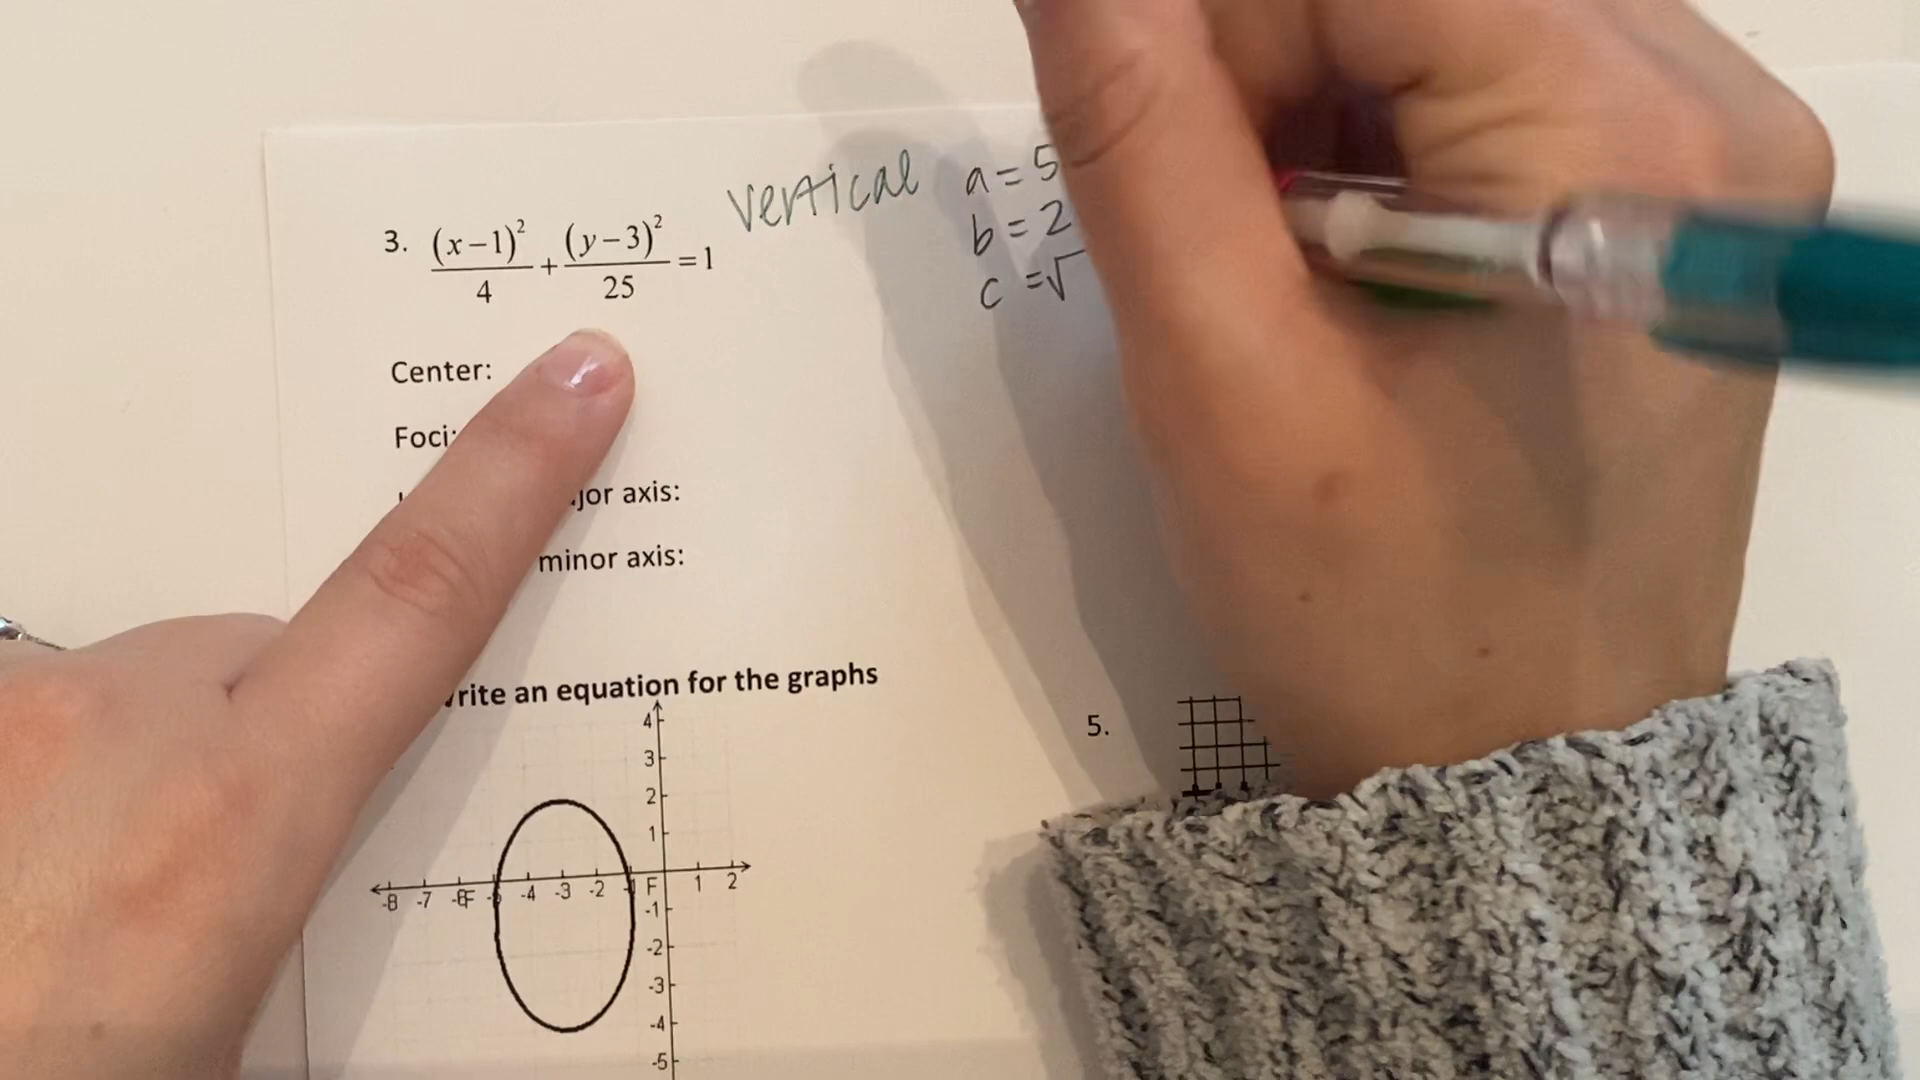 vertical
a = 5
b = 2
c = √
3. (x-1)²/4 + (y-3)²/25 = 1
Center:
Foci:
axis:
minor axis:
an equation for the graphs
4
3
2
1
-8 -7 F -4 -3 -2 F 1 2
-1
-2
-3
-4
-5
5.